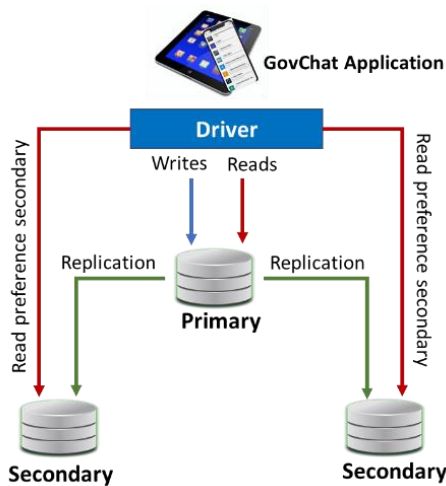 GovChat Application
Driver
Writes Reads
Read preference secondary
Read preference secondary
Replication Replication
Primary
Secondary Secondary